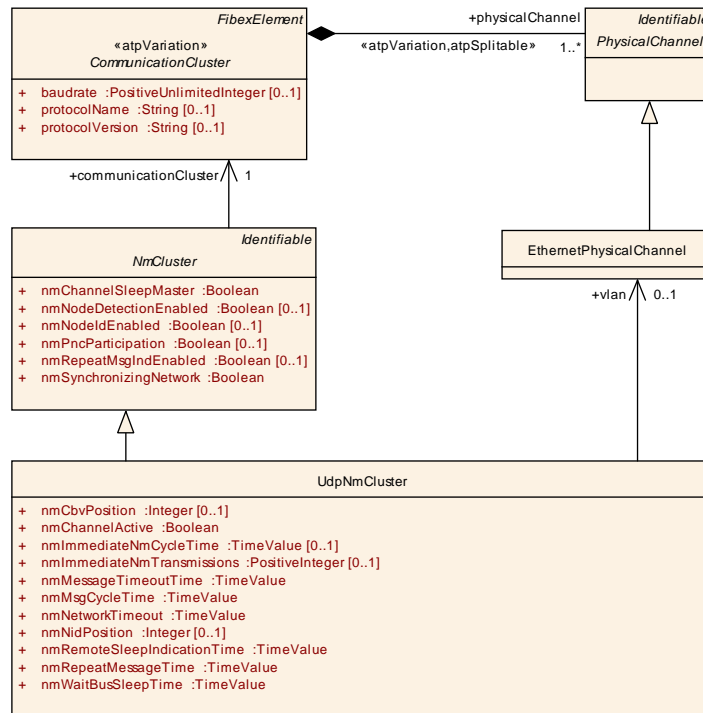 FibexElement
«atpVariation»
CommunicationCluster
+ baudrate :PositiveUnlimitedInteger [0..1]
+ protocolName :String [0..1]
+ protocolVersion :String [0..1]
+physicalChannel
«atpVariation,atpSplitable»
1..*
Identifiable
PhysicalChannel
+communicationCluster
1
Identifiable
NmCluster
+ nmChannelSleepMaster :Boolean
+ nmNodeDetectionEnabled :Boolean [0..1]
+ nmNodeIdEnabled :Boolean [0..1]
+ nmPncParticipation :Boolean [0..1]
+ nmRepeatMsgIndEnabled :Boolean [0..1]
+ nmSynchronizingNetwork :Boolean
EthernetPhysicalChannel
+vlan
0..1
UdpNmCluster
+ nmCbvPosition :Integer [0..1]
+ nmChannelActive :Boolean
+ nmImmediateNmCycleTime :TimeValue [0..1]
+ nmImmediateNmTransmissions :PositiveInteger [0..1]
+ nmMessageTimeoutTime :TimeValue
+ nmMsgCycleTime :TimeValue
+ nmNetworkTimeout :TimeValue
+ nmNidPosition :Integer [0..1]
+ nmRemoteSleepIndicationTime :TimeValue
+ nmRepeatMessageTime :TimeValue
+ nmWaitBusSleepTime :TimeValue